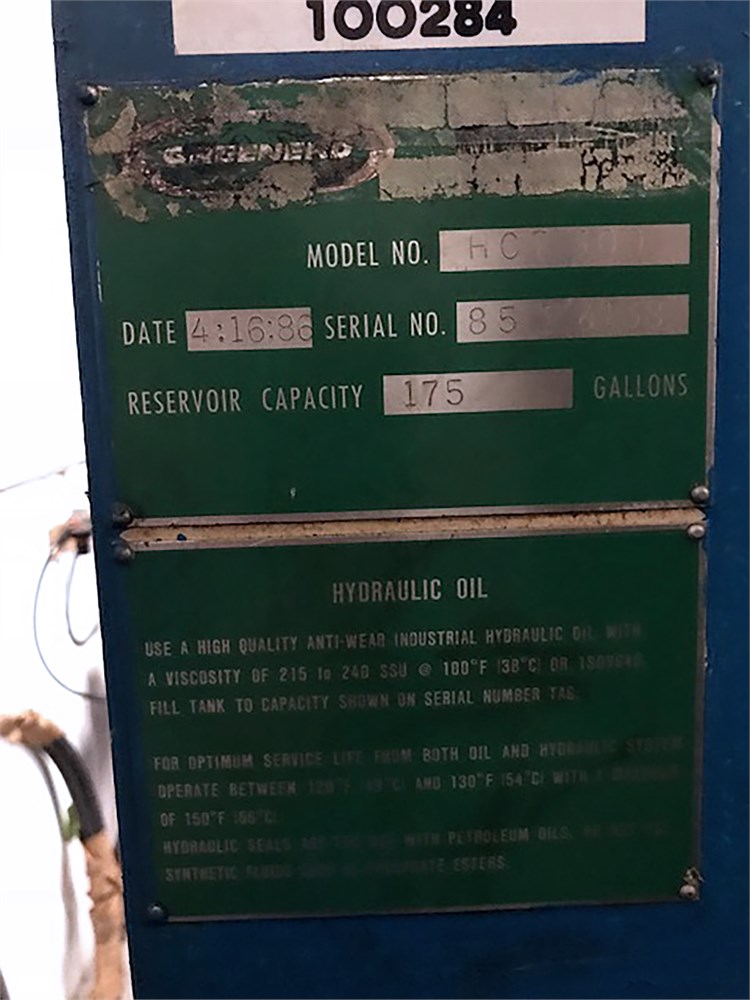 100284
GREENERD
MODEL NO. HC
DATE 4:16:86 SERIAL NO. 85
RESERVOIR CAPACITY 175 GALLONS
HYDRAULIC OIL
USE A HIGH QUALITY ANTI-WEAR INDUSTRIAL HYDRAULIC OIL WITH
A VISCOSITY OF 215 to 240 SSU @ 100°F (38°C) OR
FILL TANK TO CAPACITY SHOWN ON SERIAL NUMBER TAG.
FOR OPTIMUM SERVICE LIFE FROM BOTH OIL AND HYDRAULIC SYSTEM
OPERATE BETWEEN 120°F AND 130°F (54°C) WITH A
OF 150°F (66°C)
HYDRAULIC SEALS WITH PETROLEUM OILS.
SYNTHETIC FLUIDS ESTERS.